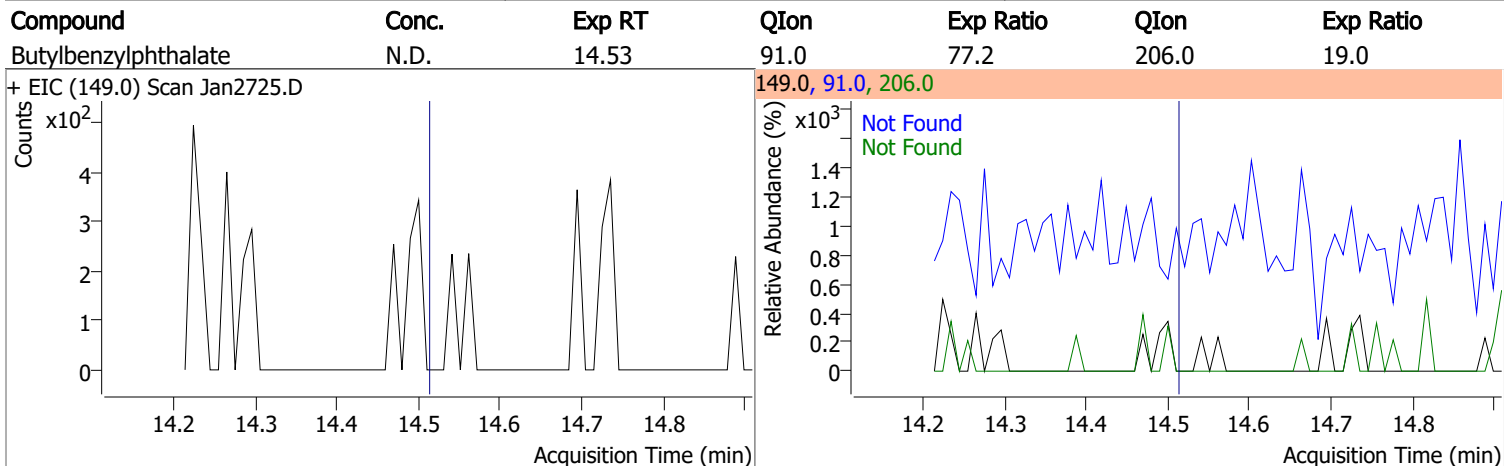 Compound Conc. Exp RT QIon Exp Ratio QIon Exp Ratio
Butylbenzylphthalate N.D. 14.53 91.0 77.2 206.0 19.0
+ EIC (149.0) Scan Jan2725.D
Counts
x10²
4
3
2
1
0
14.2 14.3 14.4 14.5 14.6 14.7 14.8
Acquisition Time (min)
149.0, 91.0, 206.0
Relative Abundance (%)
x10³
Not Found
Not Found
1.4
1.2
1
0.8
0.6
0.4
0.2
0
14.2 14.3 14.4 14.5 14.6 14.7 14.8
Acquisition Time (min)